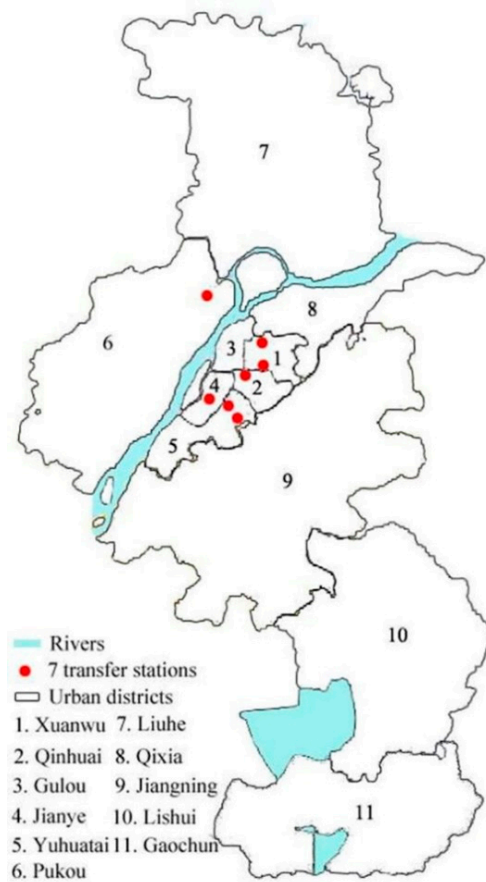 7
8
6
3
1
4
2
5
9
10
Rivers
7 transfer stations
Urban districts
1. Xuanwu 7. Liuhe
2. Qinhuai 8. Qixia
3. Gulou 9. Jiangning
4. Jianye 10. Lishui
5. Yuhuatai 11. Gaochun
6. Pukou
11